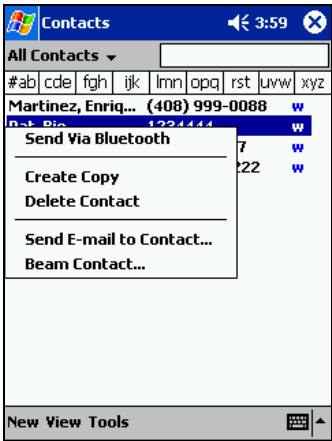 Contacts 3:59
All Contacts
#ab cde fgh ijk lmn opq rst uvw xyz
Martinez, Enriq... (408) 999-0088 w
w
Send Via Bluetooth
7 w
Create Copy
222 w
Delete Contact
Send E-mail to Contact...
Beam Contact...
New View Tools